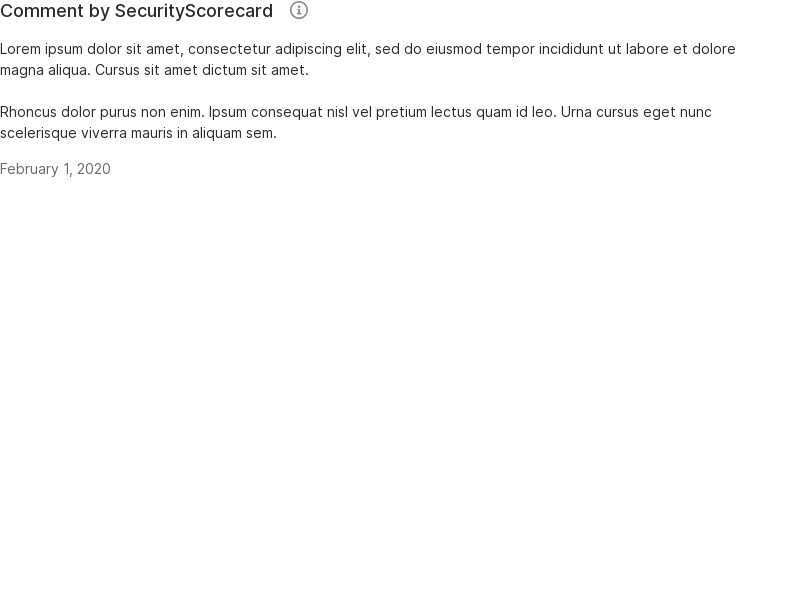 Comment by SecurityScorecard
Lorem ipsum dolor sit amet, consectetur adipiscing elit, sed do eiusmod tempor incididunt ut labore et dolore
magna aliqua. Cursus sit amet dictum sit amet.
Rhoncus dolor purus non enim. Ipsum consequat nisl vel pretium lectus quam id leo. Urna cursus eget nunc
scelerisque viverra mauris in aliquam sem.
February 1, 2020